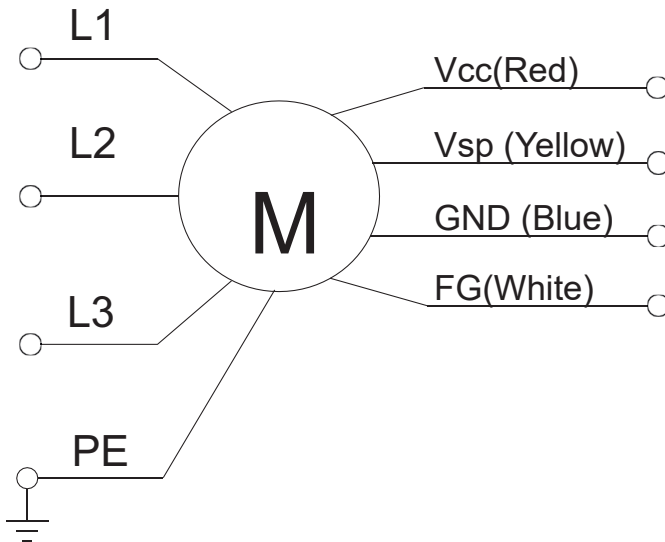 L1
L2
L3
PE
M
Vcc(Red)
Vsp (Yellow)
GND (Blue)
FG(White)